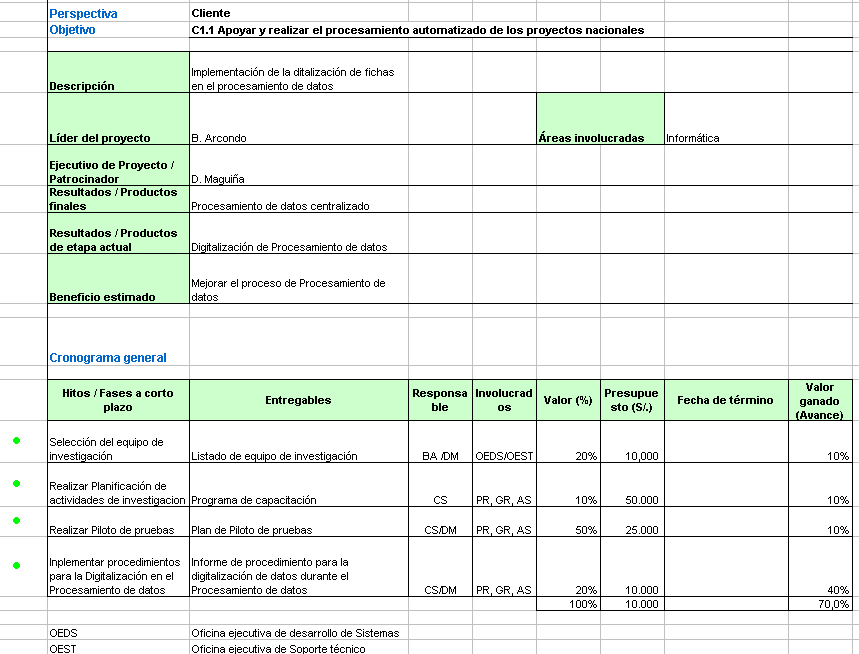 Perspectiva Cliente
Objetivo C1.1 Apoyar y realizar el procesamiento automatizado de los proyectos nacionales
Implementación de la ditalización de fichas
Descripción en el procesamiento de datos
Líder del proyecto B. Arcondo Áreas involucradas Informática
Ejecutivo de Proyecto /
Patrocinador D. Maguiña
Resultados / Productos
finales Procesamiento de datos centralizado
Resultados / Productos
de etapa actual Digitalización de Procesamiento de datos
Mejorar el proceso de Procesamiento de
Beneficio estimado datos
Cronograma general
Hitos / Fases a corto
plazo
Entregables
Responsa
ble
Involucrad
os
Valor (%)
Presupue
sto (S/.)
Fecha de término
Valor
ganado
(Avance)
Selección del equipo de
investigación Listado de equipo de investigación BA /DM OEDS/OEST 20% 10,000 10%
Realizar Planificación de
actividades de investigacion Programa de capacitación CS PR, GR, AS 10% 50.000 10%
Realizar Piloto de pruebas Plan de Piloto de pruebas CS/DM PR, GR, AS 50% 25.000 10%
Inplementar procedimientos Informe de procedimiento para la
para la Digitalización en el digitalización de datos durante el
Procesamiento de datos Procesamiento de datos CS/DM PR, GR, AS 20% 10.000 40%
100% 10.000 70,0%
OEDS Oficina ejecutiva de desarrollo de Sistemas
OEST Oficina ejecutiva de Soporte técnico